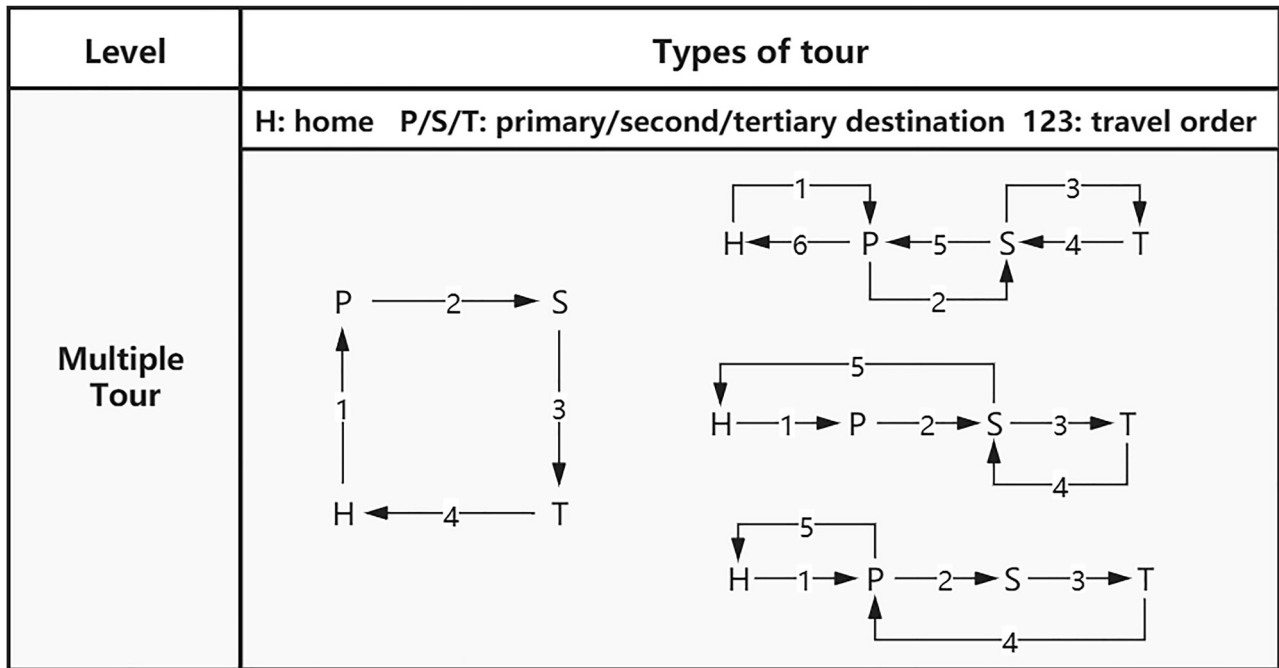 Level
Types of tour
H: home P/S/T: primary/second/tertiary destination 123: travel order
Multiple
Tour
P 2 S
1 3
H 4 T
1 3
H 6 P 5 S 4 T
2
5
H 1 P 2 S 3 T
4
5
H 1 P 2 S 3 T
4